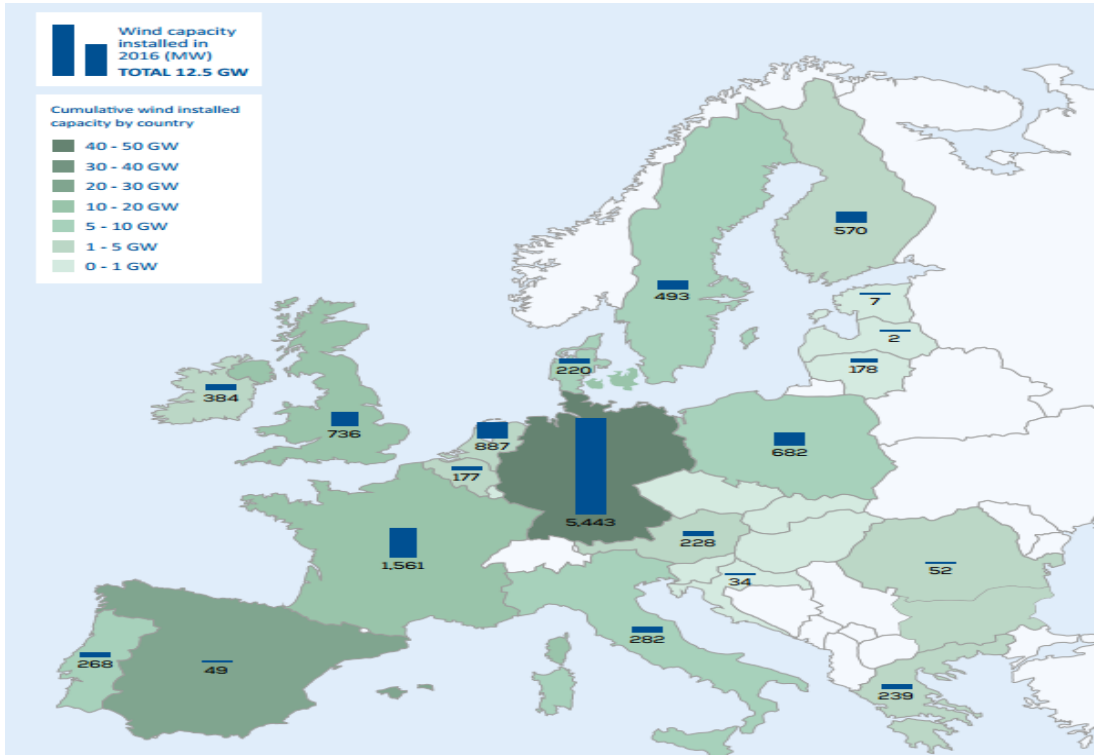 Wind capacity
installed in
2016 (MW)
TOTAL 12.5 GW
Cumulative wind installed
capacity by country
40 - 50 GW
30 - 40 GW
20 - 30 GW
10 - 20 GW
5 - 10 GW
1 - 5 GW
0 - 1 GW
570
493
7
2
178
220
384
736
887
682
177
5,443
228
1,561
52
34
282
268
49
239